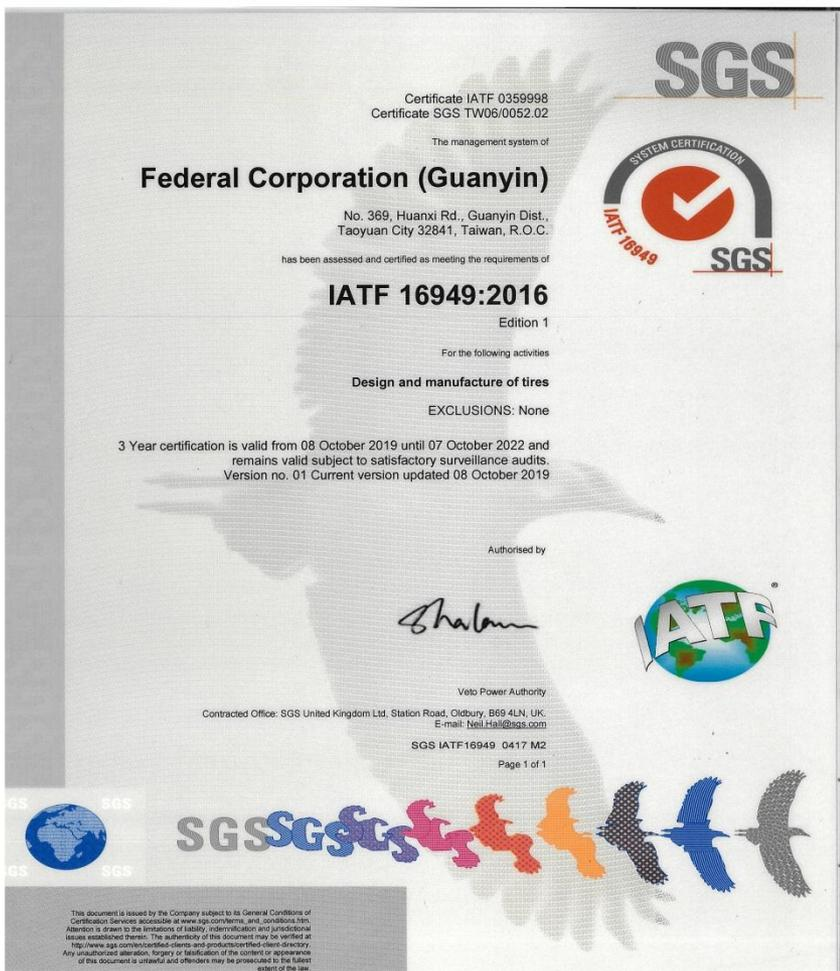 SGS
Certificate IATF 0359998
Certificate SGS TW06/0052.02
The management system of
Federal Corporation (Guanyin)
No. 369, Huanxi Rd., Guanyin Dist.,
Taoyuan City 32841, Taiwan, R.O.C.
SYSTEM CERTIFICATION
IATF 16949
SGS
has been assessed and certified as meeting the requirements of
IATF 16949:2016
Edition 1
For the following activities
Design and manufacture of tires
EXCLUSIONS: None
3 Year certification is valid from 08 October 2019 until 07 October 2022 and
remains valid subject to satisfactory surveillance audits.
Version no. 01 Current version updated 08 October 2019
Authorised by
IATF®
Veto Power Authority
Contracted Office: SGS United Kingdom Ltd, Station Road, Oldbury, B69 4LN, UK.
E-mail: Neil.Hall@sgs.com
SGS IATF16949 0417 M2
Page 1 of 1
GS SGS
SGS SGS SGS
GS SGS
This document is issued by the Company subject to its General Conditions of
Certification Services accessible at www.sgs.com/terms_and_conditions.htm.
Attention is drawn to the limitations of liability, indemnification and jurisdictional
issues established therein. The authenticity of this document may be verified at
http://www.sgs.com/en/certified-clients-and-products/certified-client-directory.
Any unauthorized alteration, forgery or falsification of the content or appearance
of this document is unlawful and offenders may be prosecuted to the fullest
extent of the law.